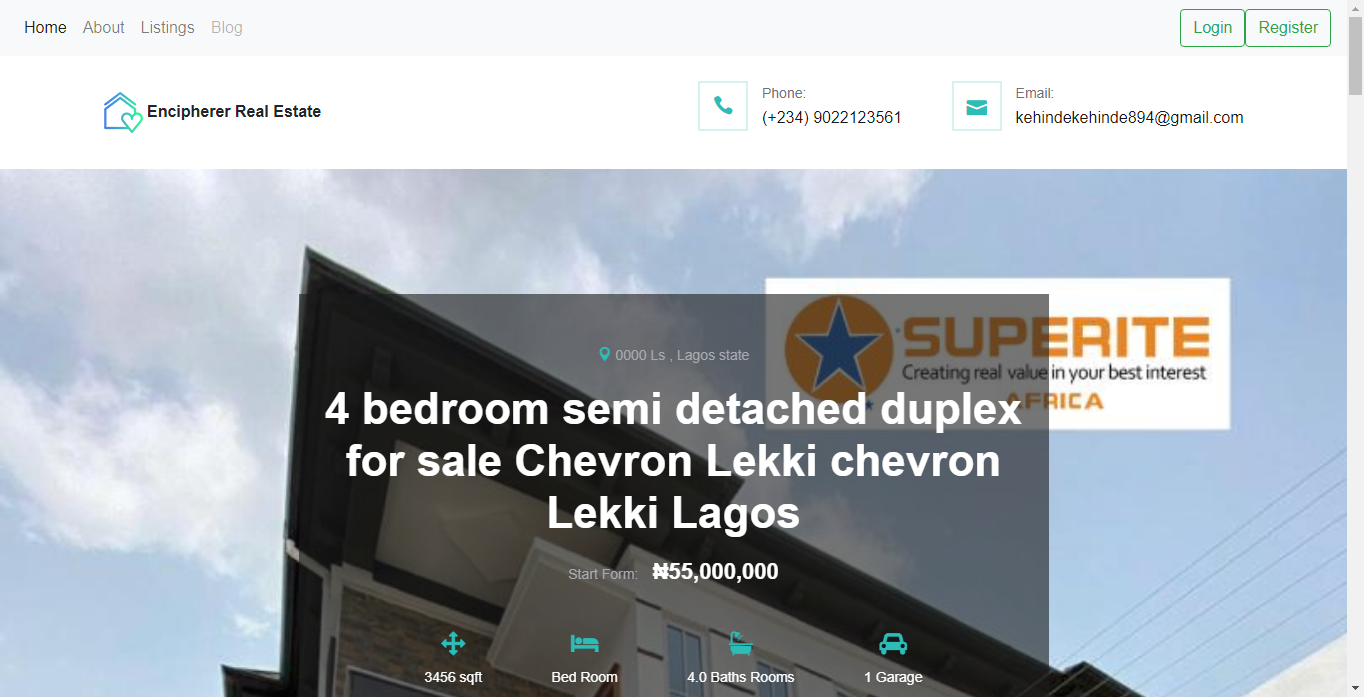 Home About Listings Blog Login Register
Encipherer Real Estate
Phone:
(+234) 9022123561
Email:
kehindekehinde894@gmail.com
SUPERITE
Creating real value in your best interest
AFRICA
0000 Ls , Lagos state
4 bedroom semi detached duplex
for sale Chevron Lekki chevron
Lekki Lagos
Start Form: ₦55,000,000
3456 sqft
Bed Room
4.0 Baths Rooms
1 Garage